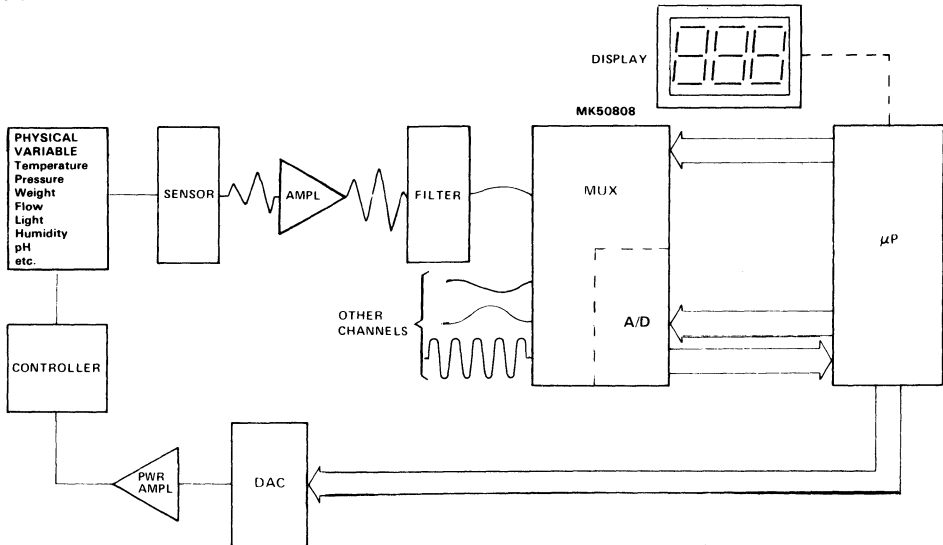 DISPLAY
MK50808
PHYSICAL
VARIABLE
Temperature
Pressure
Weight
Flow
Light
Humidity
pH
etc.
SENSOR
AMPL
FILTER
MUX
μP
OTHER
CHANNELS
A/D
CONTROLLER
PWR
AMPL
DAC